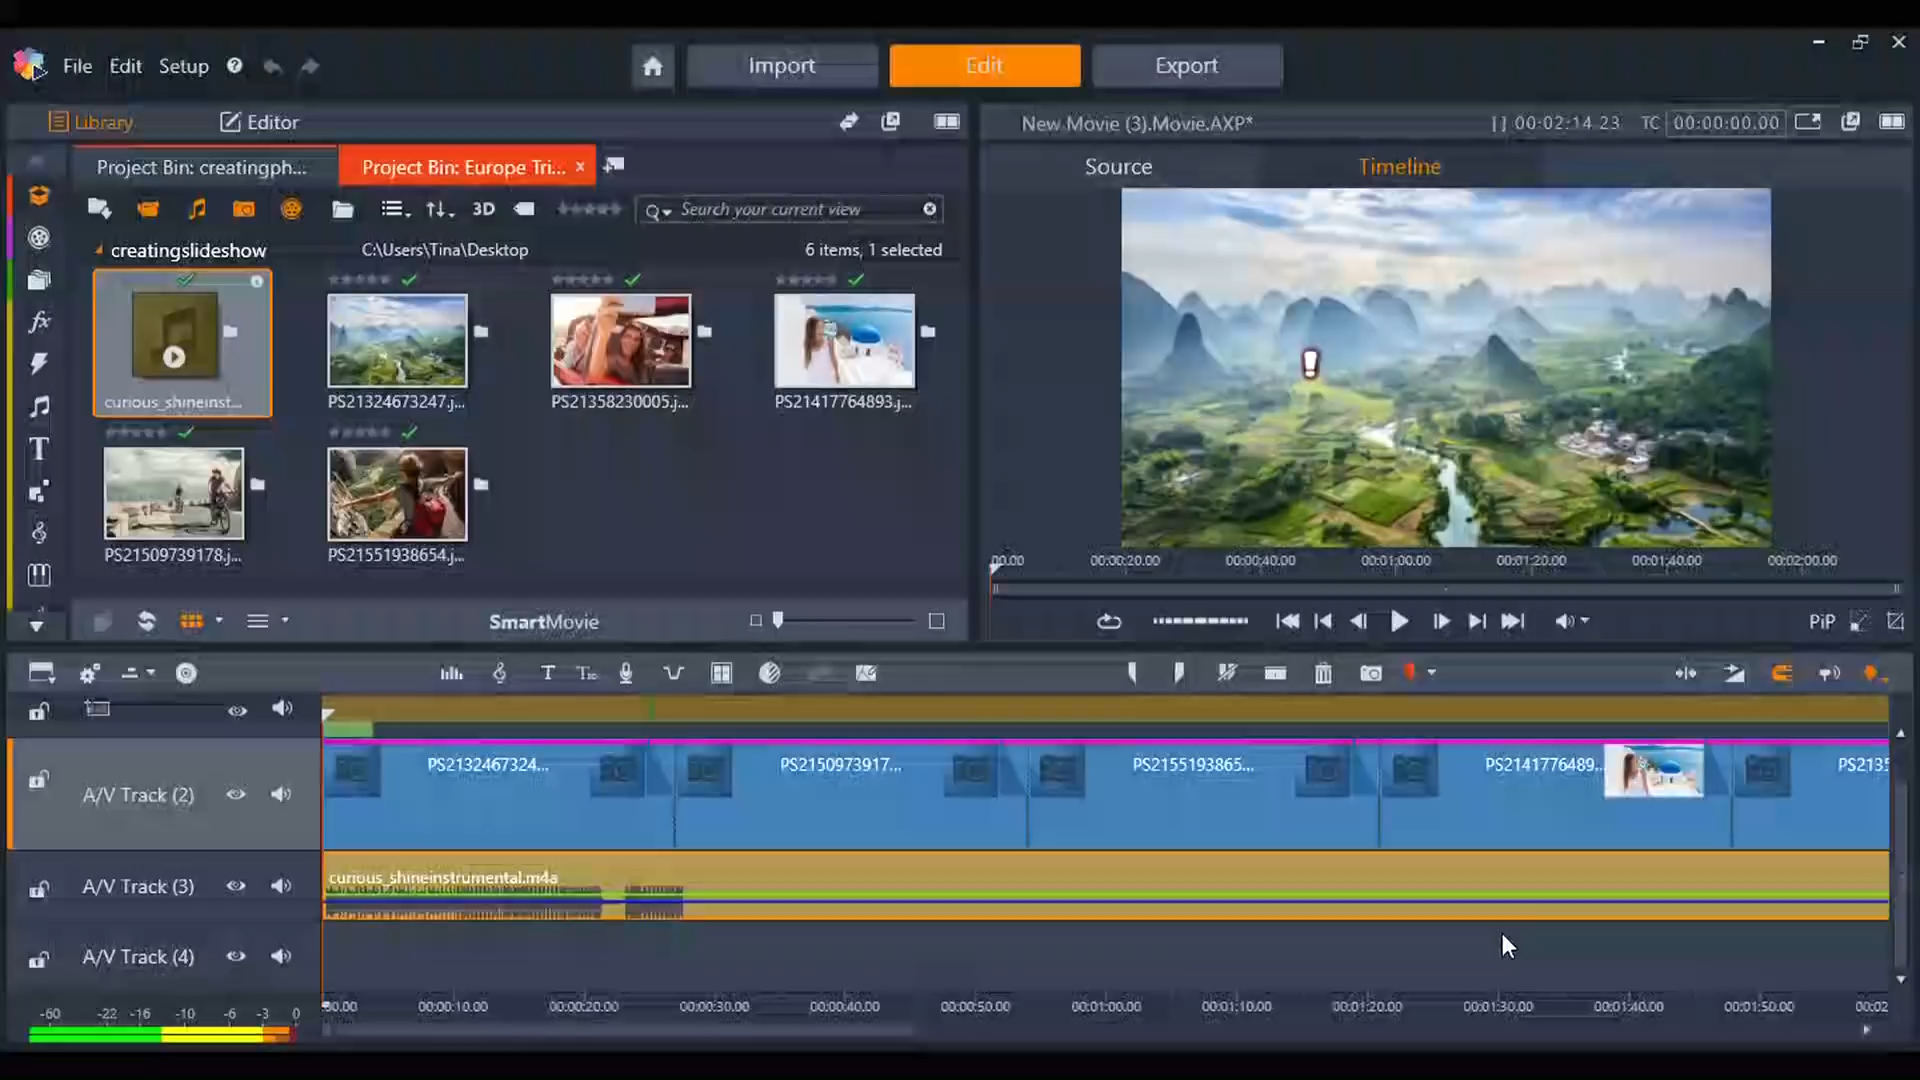 File Edit Setup ?
Import Edit Export
Library Editor
New Movie (3).Movie.AXP* [ ] 00:02:14.23 TC 00:00:00.00
Project Bin: creatingph... Project Bin: Europe Tri... ×
Source Timeline
3D Search your current view
creatingslideshow C:\Users\Tina\Desktop 6 items, 1 selected
curious_shineinst... PS21324673247.j... PS21358230005.j... PS21417764893.j...
PS21509739178.j... PS21551938654.j...
00:00:20.00 00:00:40.00 00:01:00.00 00:01:20.00 00:01:40.00 00:02:00.00
SmartMovie
PiP
A/V Track (2) PS2132467324... PS2150973917... PS2155193865... PS2141776489... PS2135
A/V Track (3) curious_shineinstrumental.m4a
A/V Track (4)
00:00:10.00 00:00:20.00 00:00:30.00 00:00:40.00 00:00:50.00 00:01:00.00 00:01:10.00 00:01:20.00 00:01:30.00 00:01:40.00 00:01:50.00 00:02
-60 -22 -16 -10 -6 -3 0